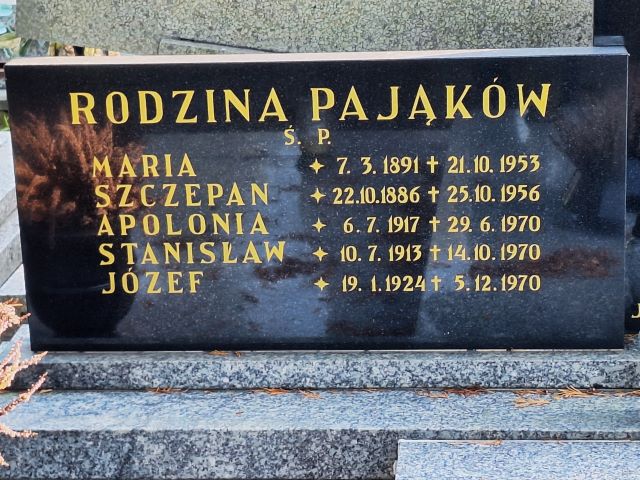 RODZINA PAJĄKÓW
Ś. P.
MARIA ✦ 7. 3. 1891 ✝ 21. 10. 1953
SZCZEPAN ✦ 22. 10. 1886 ✝ 25. 10. 1956
APOLONIA ✦ 6. 7. 1917 ✝ 29. 6. 1970
STANISŁAW ✦ 10. 7. 1913 ✝ 14. 10. 1970
JÓZEF ✦ 19. 1. 1924 ✝ 5. 12. 1970